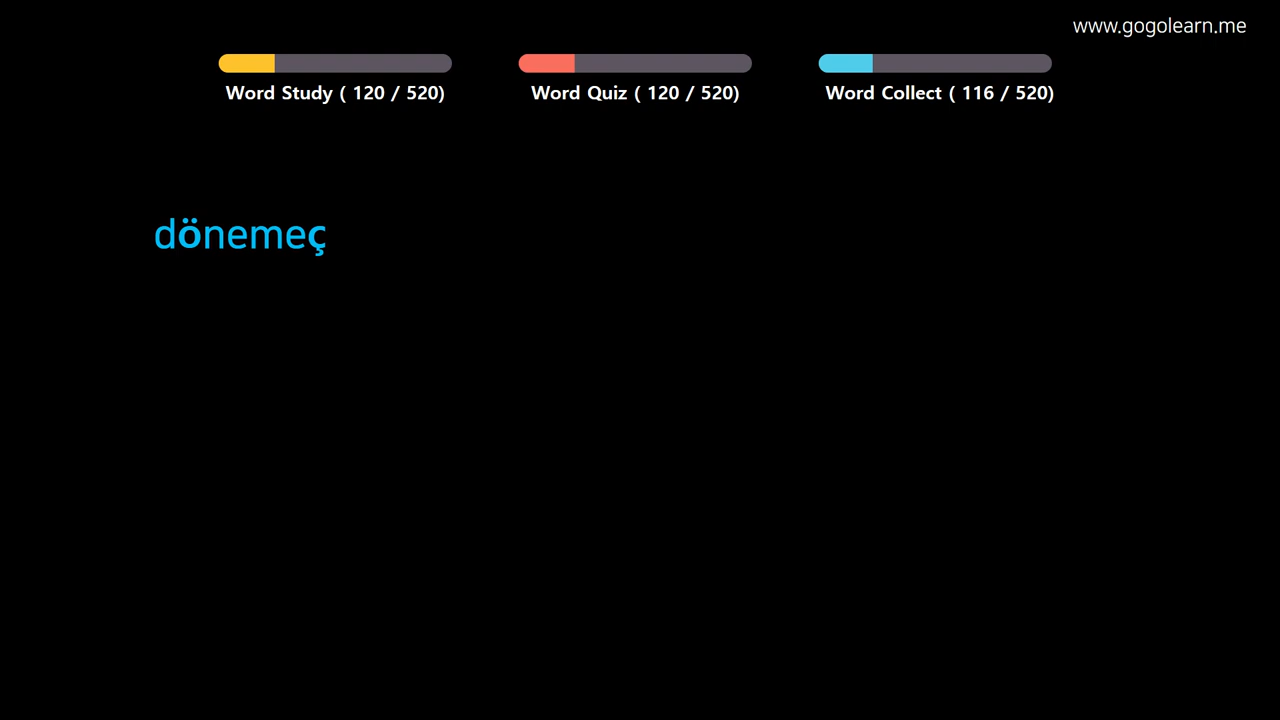 www.gogolearn.me
Word Study ( 120 / 520)
Word Quiz ( 120 / 520)
Word Collect ( 116 / 520)
dönemeç